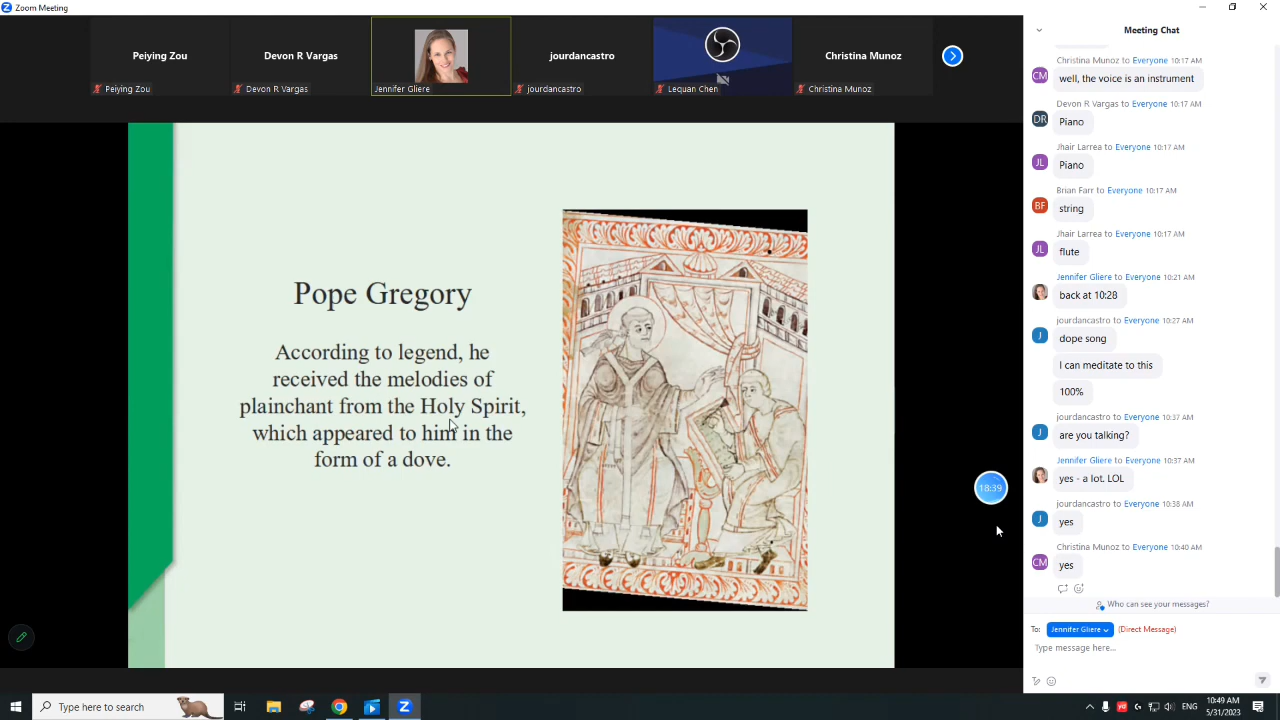 Zoom Meeting
Peiying Zou
Devon R Vargas
jourdancastro
Christina Munoz
Peiying Zou
Devon R Vargas
Jennifer Gliere
jourdancastro
Lequan Chen
Christina Munoz
Pope Gregory
According to legend, he
received the melodies of
plainchant from the Holy Spirit,
which appeared to him in the
form of a dove.
18:39
Meeting Chat
Christina Munoz to Everyone 10:17 AM
CM
well, the voice is an instrument
Devon R Vargas to Everyone 10:17 AM
DR
Piano
Jhair Larrea to Everyone 10:17 AM
JL
Piano
Brian Farr to Everyone 10:17 AM
BF
string
Jhair Larrea to Everyone 10:17 AM
JL
flute
Jennifer Gliere to Everyone 10:21 AM
back at 10:28
jourdancastro to Everyone 10:27 AM
J
dope song
I can meditate to this
100%
jourdancastro to Everyone 10:37 AM
J
are you talking?
Jennifer Gliere to Everyone 10:37 AM
yes - a lot. LOL
jourdancastro to Everyone 10:38 AM
J
yes
Christina Munoz to Everyone 10:40 AM
CM
yes
Who can see your messages?
To: Jennifer Gliere (Direct Message)
Type message here...
Type here to search
ENG
10:49 AM
5/31/2023